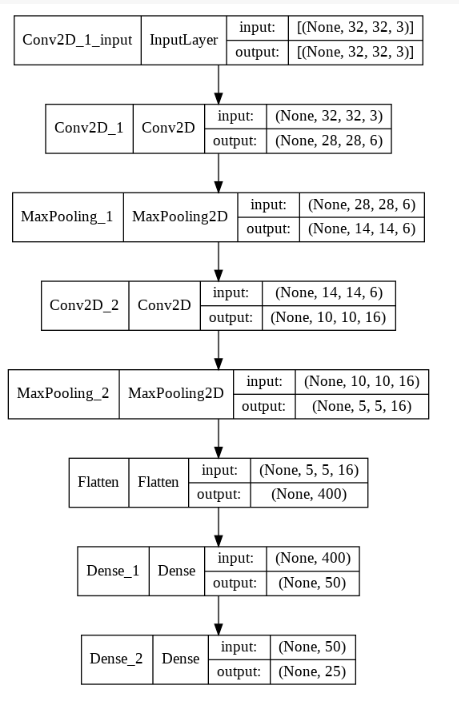 Conv2D_1_input InputLayer input: [(None, 32, 32, 3)]
output: [(None, 32, 32, 3)]
Conv2D_1 Conv2D input: (None, 32, 32, 3)
output: (None, 28, 28, 6)
MaxPooling_1 MaxPooling2D input: (None, 28, 28, 6)
output: (None, 14, 14, 6)
Conv2D_2 Conv2D input: (None, 14, 14, 6)
output: (None, 10, 10, 16)
MaxPooling_2 MaxPooling2D input: (None, 10, 10, 16)
output: (None, 5, 5, 16)
Flatten Flatten input: (None, 5, 5, 16)
output: (None, 400)
Dense_1 Dense input: (None, 400)
output: (None, 50)
Dense_2 Dense input: (None, 50)
output: (None, 25)